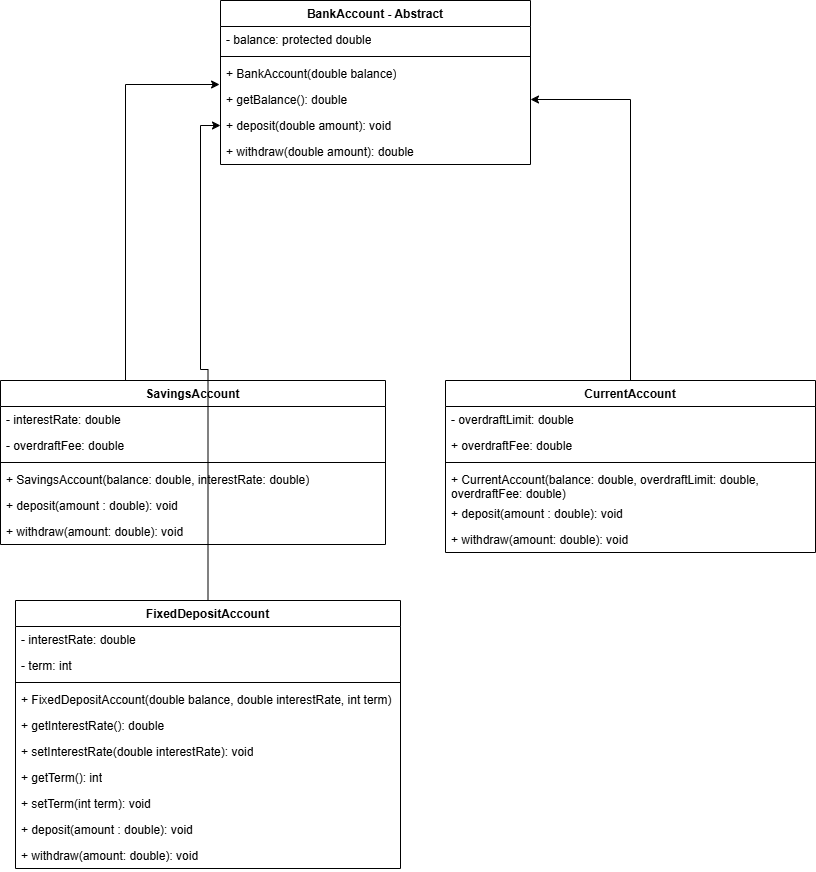 BankAccount - Abstract
- balance: protected double
+ BankAccount(double balance)
+ getBalance(): double
+ deposit(double amount): void
+ withdraw(double amount): double
SavingsAccount
- interestRate: double
- overdraftFee: double
+ SavingsAccount(balance: double, interestRate: double)
+ deposit(amount : double): void
+ withdraw(amount: double): void
CurrentAccount
- overdraftLimit: double
+ overdraftFee: double
+ CurrentAccount(balance: double, overdraftLimit: double,
overdraftFee: double)
+ deposit(amount : double): void
+ withdraw(amount: double): void
FixedDepositAccount
- interestRate: double
- term: int
+ FixedDepositAccount(double balance, double interestRate, int term)
+ getInterestRate(): double
+ setInterestRate(double interestRate): void
+ getTerm(): int
+ setTerm(int term): void
+ deposit(amount : double): void
+ withdraw(amount: double): void